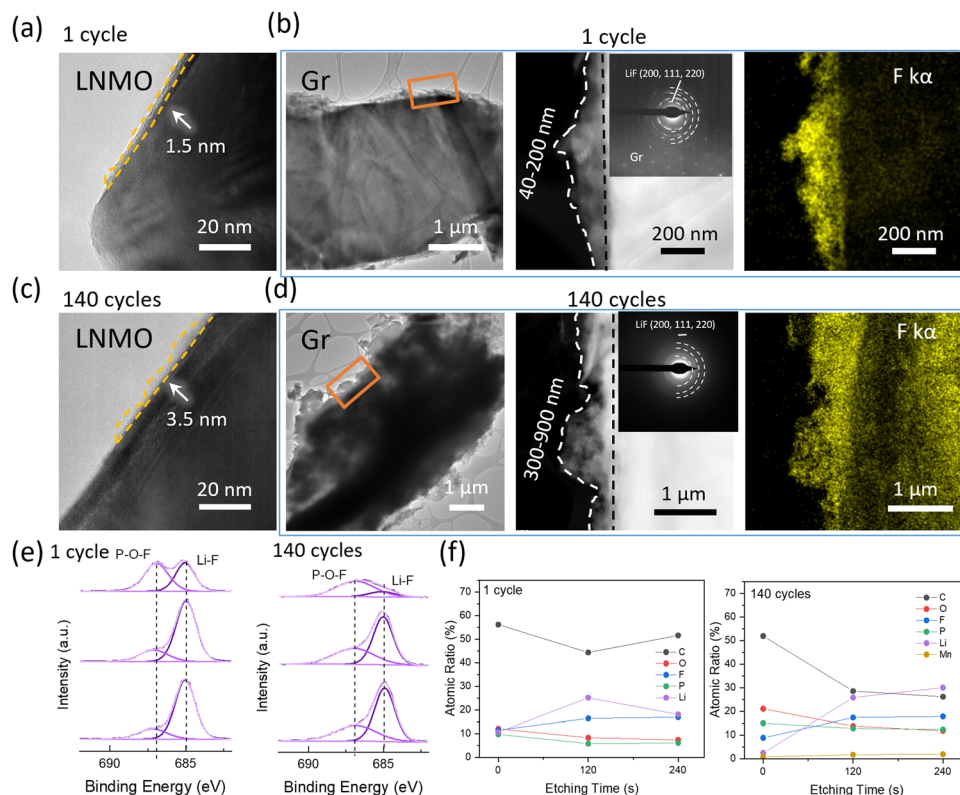 (a)
1 cycle
LNMO
1.5 nm
20 nm
(b)
1 cycle
Gr
1 µm
40-200 nm
LiF (200, 111, 220)
Gr
200 nm
F kα
200 nm
(c)
140 cycles
LNMO
3.5 nm
20 nm
(d)
140 cycles
Gr
1 µm
300-900 nm
LiF (200, 111, 220)
1 µm
F kα
1 µm
(e)
1 cycle
P-O-F
Li-F
Intensity (a.u.)
690
685
Binding Energy (eV)
140 cycles
P-O-F
Li-F
Intensity (a.u.)
690
685
Binding Energy (eV)
(f)
1 cycle
Atomic Ratio (%)
70
60
50
40
30
20
10
0
C
O
F
P
Li
0
120
240
Etching Time (s)
140 cycles
Atomic Ratio (%)
70
60
50
40
30
20
10
0
C
O
F
P
Li
Mn
0
120
240
Etching Time (s)